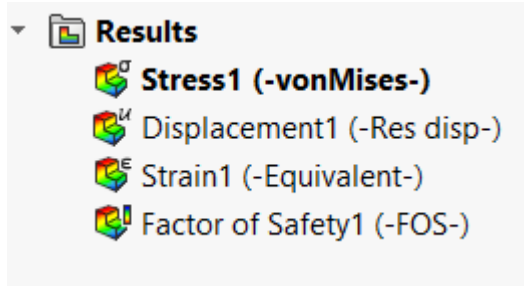 Results
σ
Stress1 (-vonMises-)
u
Displacement1 (-Res disp-)
ε
Strain1 (-Equivalent-)
Factor of Safety1 (-FOS-)